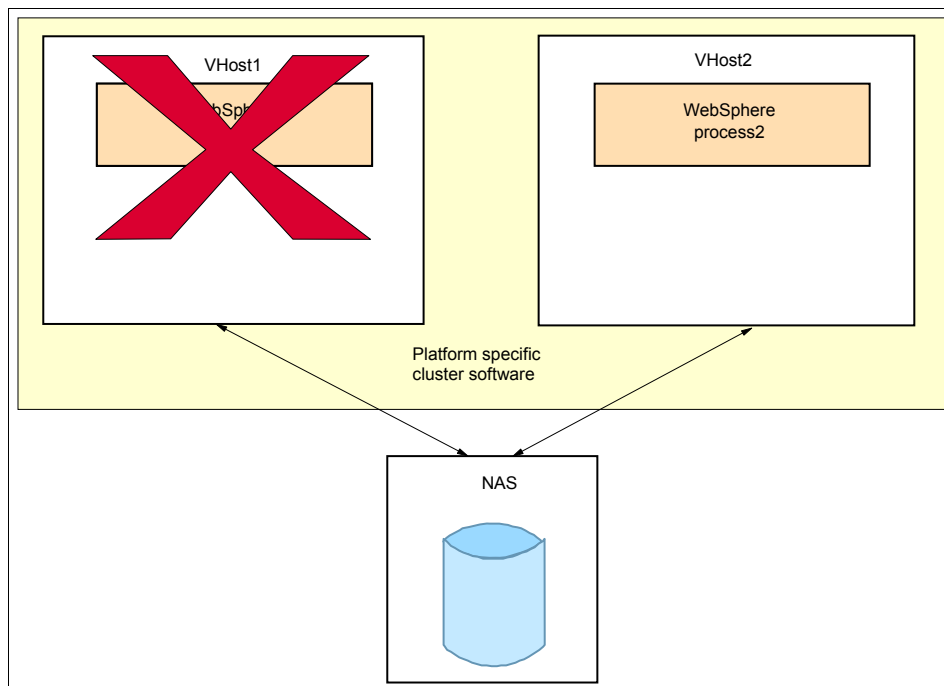 VHost1
VHost2
WebSphere
process2
Platform specific
cluster software
NAS